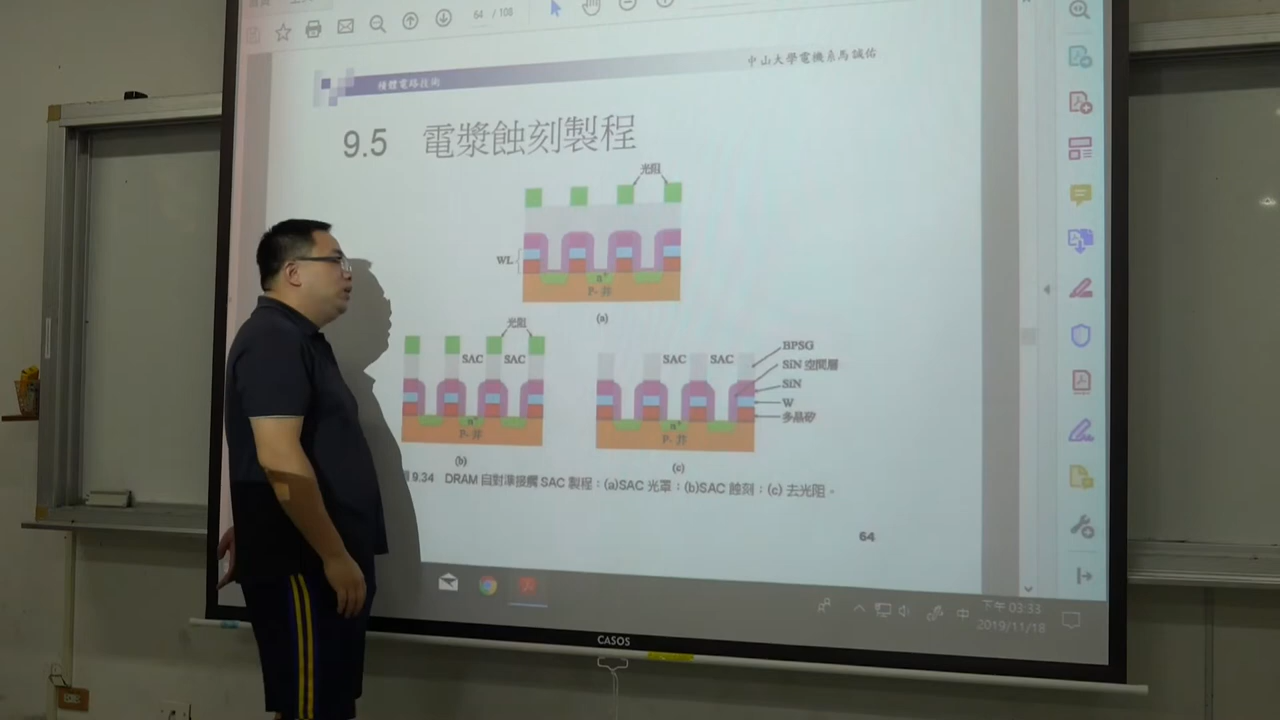 64 / 108
中山大學電機系馬誠佑
積體電路技術
9.5 電漿蝕刻製程
光阻
WL
n+
P- 井
(a)
光阻
SAC SAC
n+
P- 井
(b)
SAC SAC
n+
P- 井
(c)
BPSG
SiN 空間層
SiN
W
多晶矽
9.34 DRAM 自對準接觸 SAC 製程：(a)SAC 光罩；(b)SAC 蝕刻；(c) 去光阻。
64
中
下午 03:33
2019/11/18
CASOS